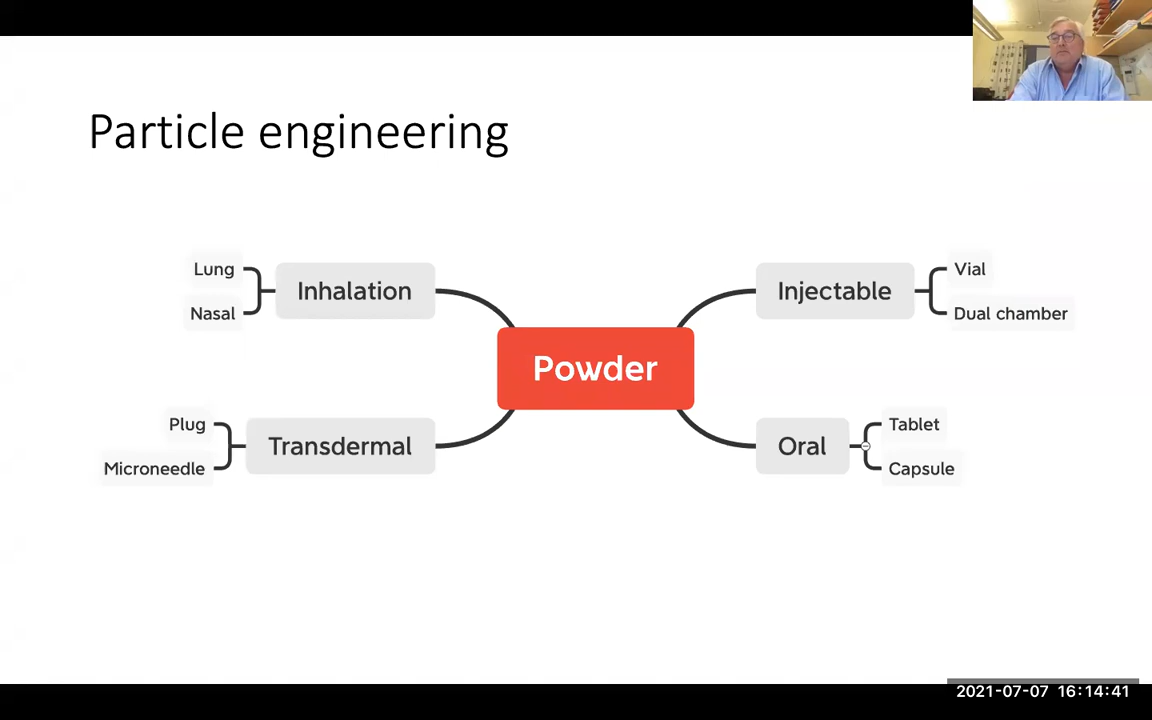 Particle engineering
Lung
Nasal
Inhalation
Injectable
Vial
Dual chamber
Powder
Plug
Microneedle
Transdermal
Oral
Tablet
Capsule
2021-07-07 16:14:41